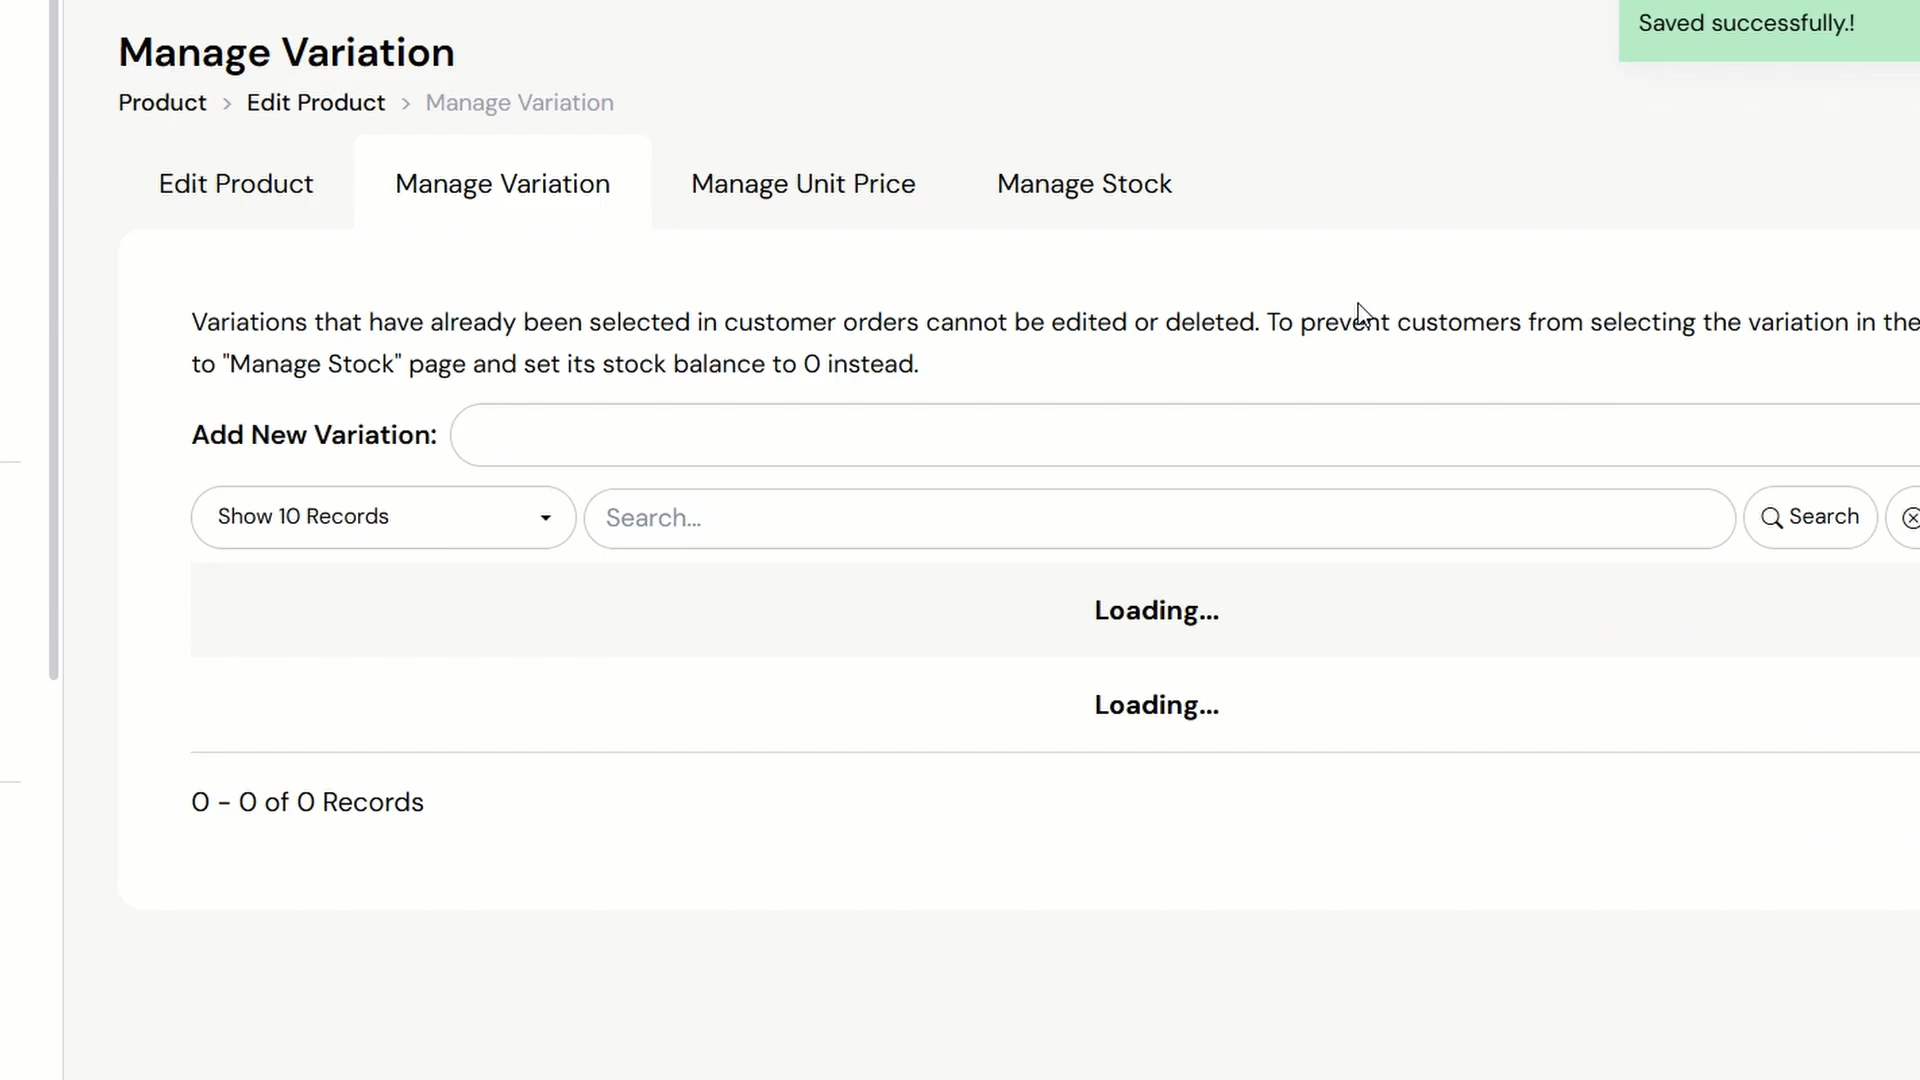 Saved successfully.!
Manage Variation
Product > Edit Product > Manage Variation
Edit Product Manage Variation Manage Unit Price Manage Stock
Variations that have already been selected in customer orders cannot be edited or deleted. To prevent customers from selecting the variation in the
to "Manage Stock" page and set its stock balance to 0 instead.
Add New Variation:
Show 10 Records Search... Search
Loading...
Loading...
0 - 0 of 0 Records